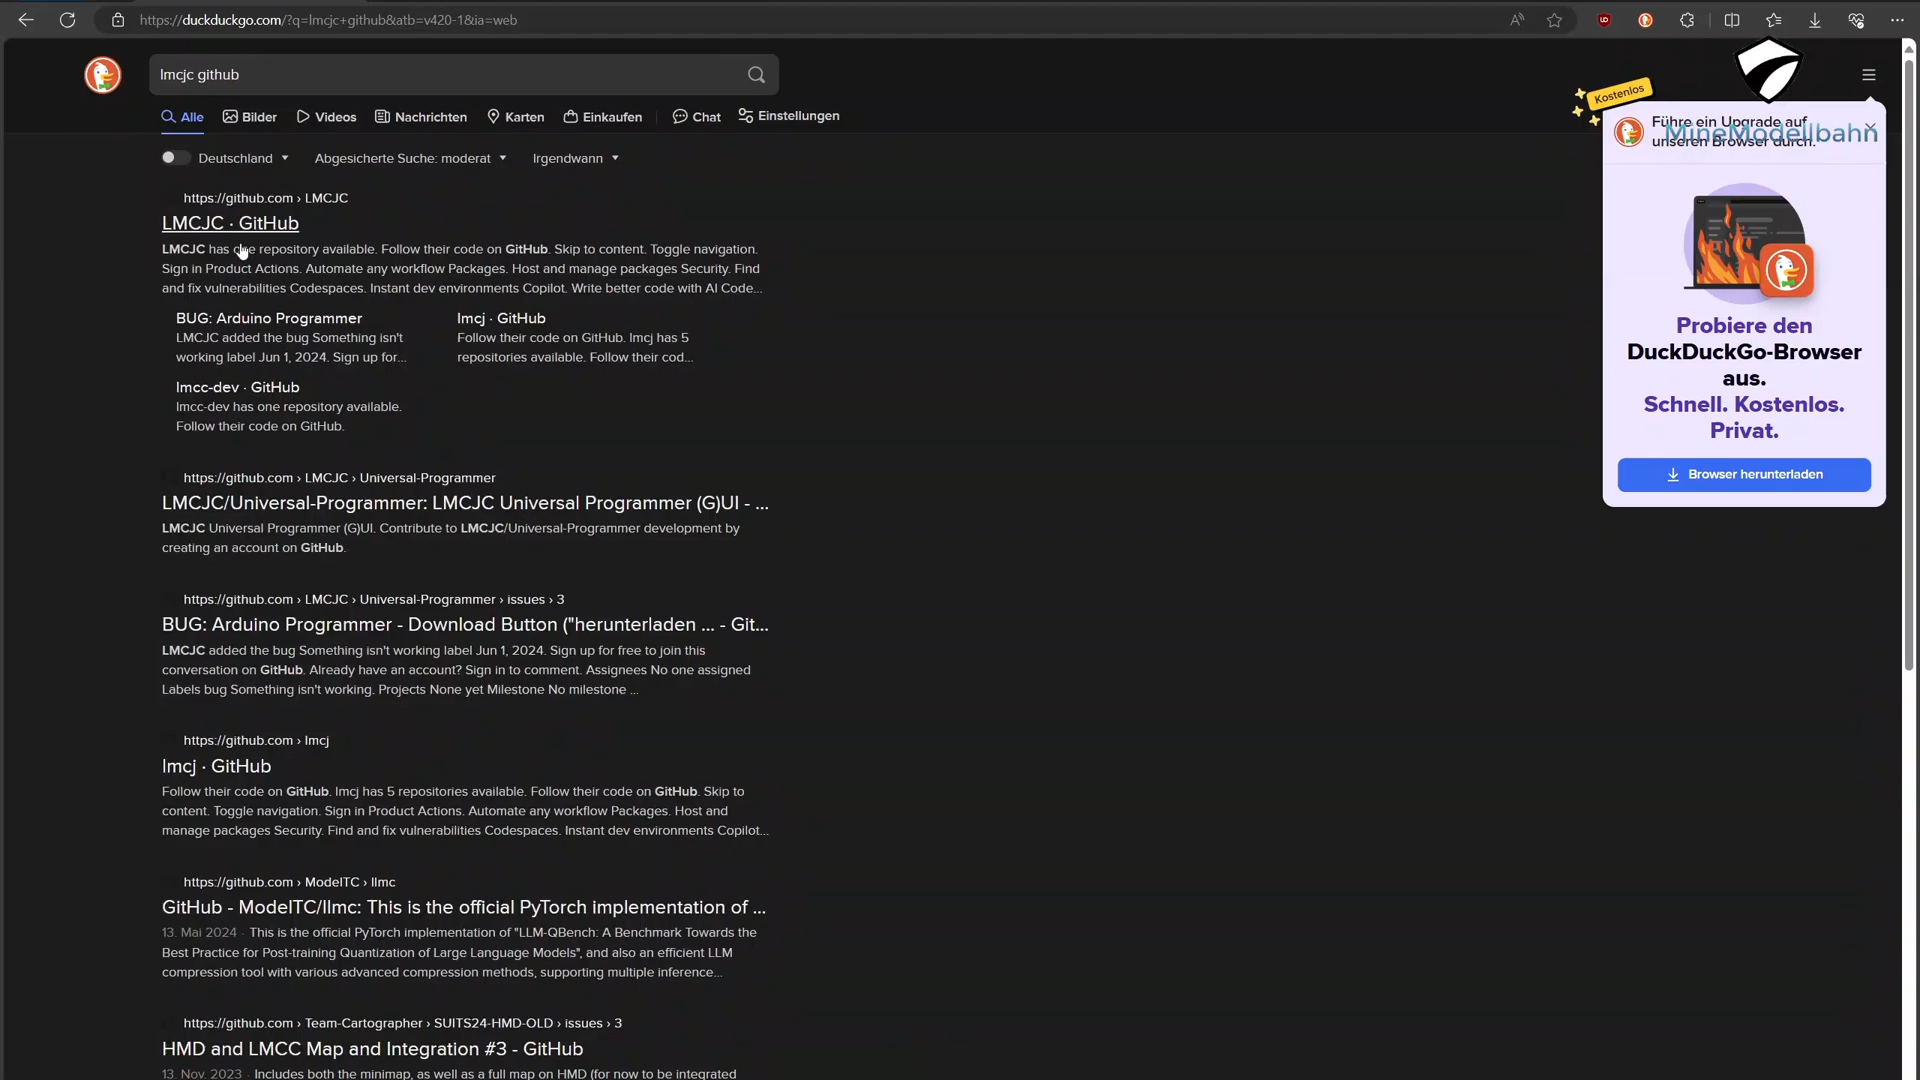 https://duckduckgo.com/?q=lmcjc+github&atb=v420-1&ia=web
lmcjc github
Alle
Bilder
Videos
Nachrichten
Karten
Einkaufen
Chat
Einstellungen
Deutschland
Abgesicherte Suche: moderat
Irgendwann
https://github.com › LMCJC
LMCJC · GitHub
LMCJC has one repository available. Follow their code on GitHub. Skip to content. Toggle navigation.
Sign in Product Actions. Automate any workflow Packages. Host and manage packages Security. Find
and fix vulnerabilities Codespaces. Instant dev environments Copilot. Write better code with AI Code...
BUG: Arduino Programmer
LMCJC added the bug Something isn't
working label Jun 1, 2024. Sign up for...
lmcj · GitHub
Follow their code on GitHub. lmcj has 5
repositories available. Follow their cod...
lmcc-dev · GitHub
lmcc-dev has one repository available.
Follow their code on GitHub.
https://github.com › LMCJC › Universal-Programmer
LMCJC/Universal-Programmer: LMCJC Universal Programmer (G)UI - ...
LMCJC Universal Programmer (G)UI. Contribute to LMCJC/Universal-Programmer development by
creating an account on GitHub.
https://github.com › LMCJC › Universal-Programmer › issues › 3
BUG: Arduino Programmer - Download Button ("herunterladen ... - Git...
LMCJC added the bug Something isn't working label Jun 1, 2024. Sign up for free to join this
conversation on GitHub. Already have an account? Sign in to comment. Assignees No one assigned
Labels bug Something isn't working. Projects None yet Milestone No milestone ...
https://github.com › lmcj
lmcj · GitHub
Follow their code on GitHub. lmcj has 5 repositories available. Follow their code on GitHub. Skip to
content. Toggle navigation. Sign in Product Actions. Automate any workflow Packages. Host and
manage packages Security. Find and fix vulnerabilities Codespaces. Instant dev environments Copilot...
https://github.com › ModelTC › llmc
GitHub - ModelTC/llmc: This is the official PyTorch implementation of ...
13. Mai 2024 · This is the official PyTorch implementation of "LLM-QBench: A Benchmark Towards the
Best Practice for Post-training Quantization of Large Language Models", and also an efficient LLM
compression tool with various advanced compression methods, supporting multiple inference...
https://github.com › Team-Cartographer › SUITS24-HMD-OLD › issues › 3
HMD and LMCC Map and Integration #3 - GitHub
13. Nov. 2023 · Includes both the minimap, as well as a full map on HMD (for now to be integrated
Kostenlos
Führe ein Upgrade auf
unseren Browser durch.
MineModellbahn
Probiere den
DuckDuckGo-Browser
aus.
Schnell. Kostenlos.
Privat.
Browser herunterladen